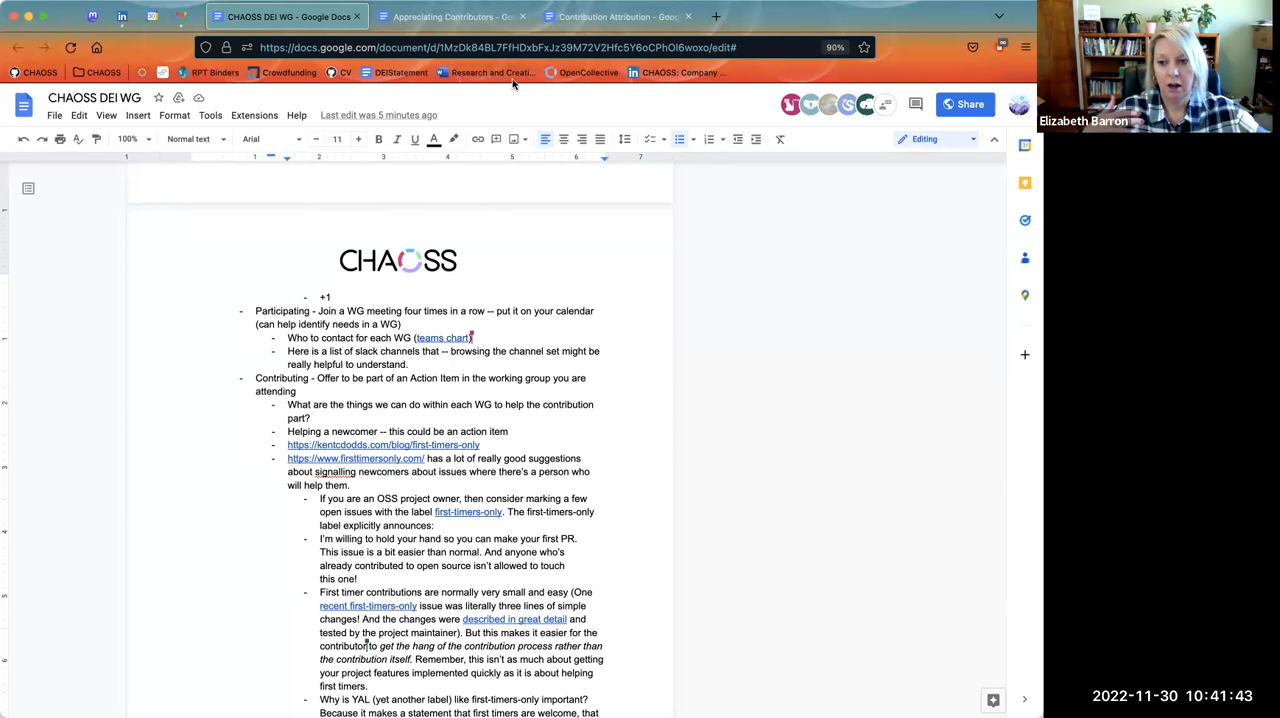 CHAOSS DEI WG - Google Docs
Appreciating Contributors - Go
Contribution Attribution - Goog
https://docs.google.com/document/d/1MzDk84BL7FfHDxbFxJz39M72V2Hfc5Y6oCPhOl6woxo/edit#
90%
CHAOSS
CHAOSS
RPT Binders
Crowdfunding
CV
DEIStatement
Research and Creati...
OpenCollective
CHAOSS: Company ...
CHAOSS DEI WG
File Edit View Insert Format Tools Extensions Help
Last edit was 5 minutes ago
Share
100%
Normal text
Arial
11
Editing
CHAOSS
- +1
- Participating - Join a WG meeting four times in a row -- put it on your calendar
(can help identify needs in a WG)
- Who to contact for each WG (teams chart)
- Here is a list of slack channels that -- browsing the channel set might be
really helpful to understand.
- Contributing - Offer to be part of an Action Item in the working group you are
attending
- What are the things we can do within each WG to help the contribution
part?
- Helping a newcomer -- this could be an action item
- https://kentcdodds.com/blog/first-timers-only
- https://www.firsttimersonly.com/ has a lot of really good suggestions
about signalling newcomers about issues where there's a person who
will help them.
- If you are an OSS project owner, then consider marking a few
open issues with the label first-timers-only. The first-timers-only
label explicitly announces:
- I'm willing to hold your hand so you can make your first PR.
This issue is a bit easier than normal. And anyone who's
already contributed to open source isn't allowed to touch
this one!
- First timer contributions are normally very small and easy (One
recent first-timers-only issue was literally three lines of simple
changes! And the changes were described in great detail and
tested by the project maintainer). But this makes it easier for the
contributor to get the hang of the contribution process rather than
the contribution itself. Remember, this isn't as much about getting
your project features implemented quickly as it is about helping
first timers.
- Why is YAL (yet another label) like first-timers-only important?
Because it makes a statement that first timers are welcome, that
Elizabeth Barron
2022-11-30 10:41:43